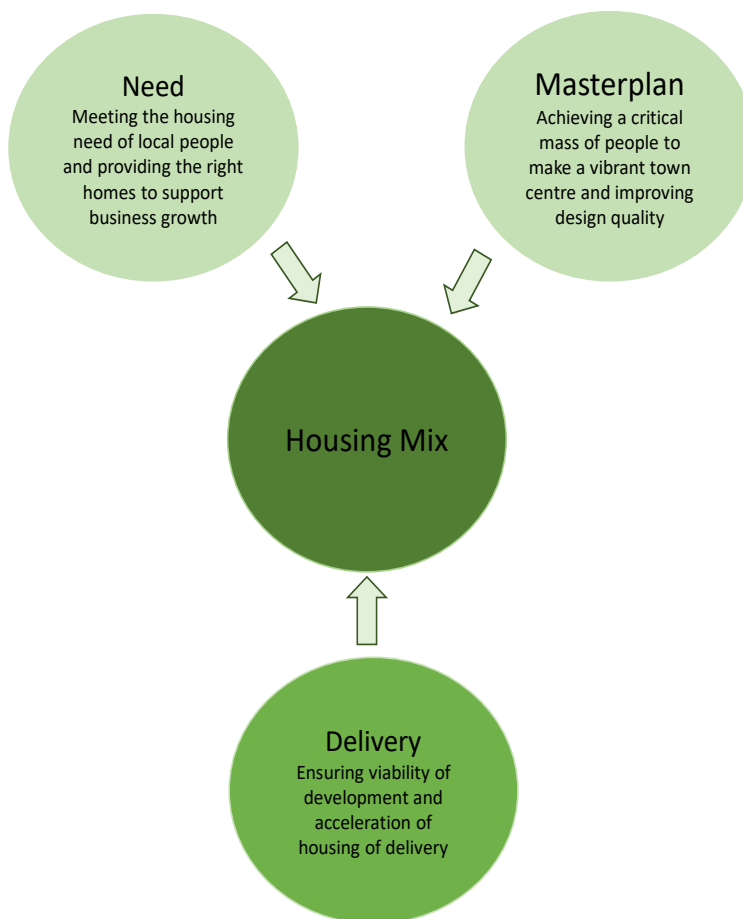 Need
Meeting the housing
need of local people
and providing the right
homes to support
business growth
Masterplan
Achieving a critical
mass of people to
make a vibrant town
centre and improving
design quality
Housing Mix
Delivery
Ensuring viability of
development and
acceleration of
housing of delivery